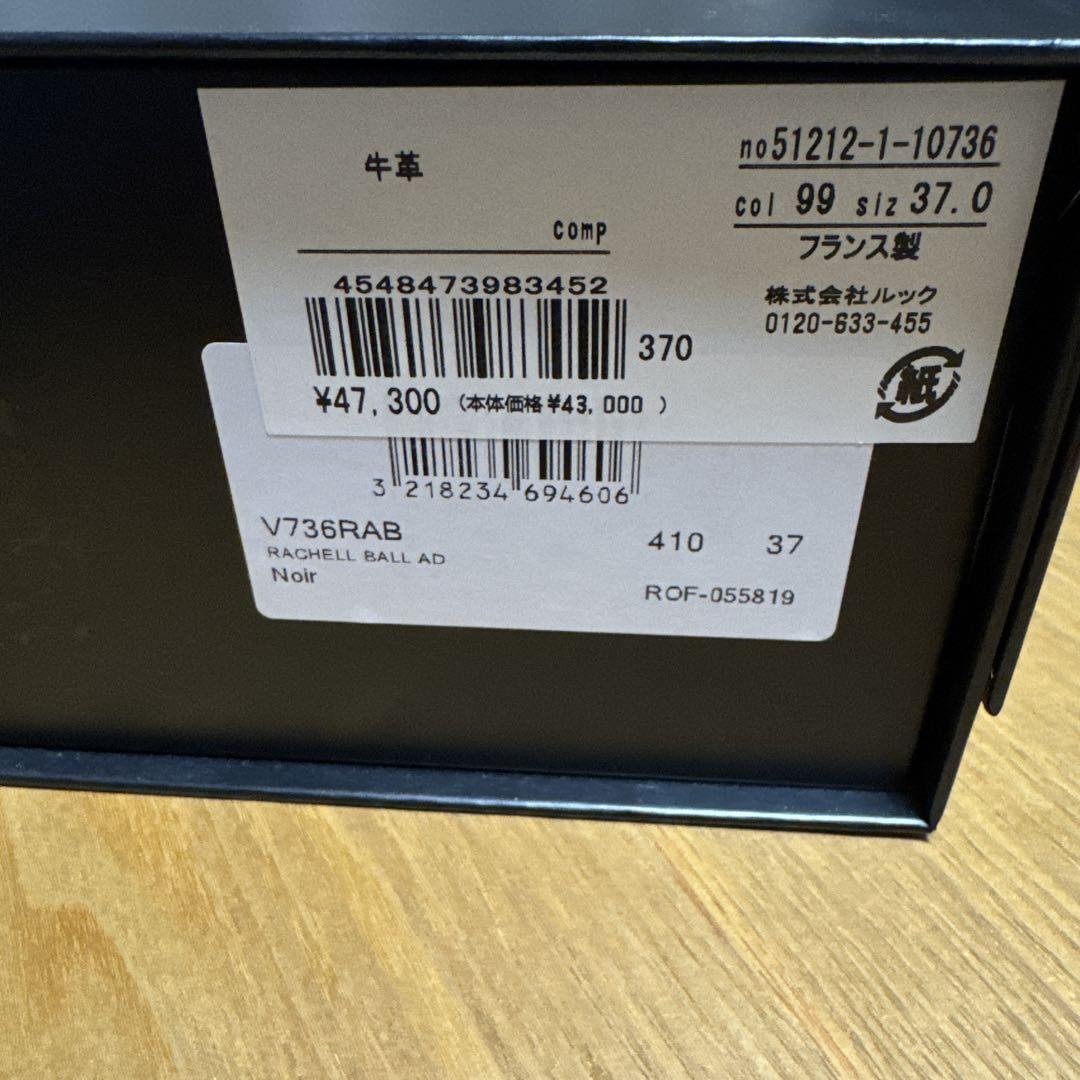 牛革
comp
no51212-1-10736
col 99 siz 37.0
フランス製
株式会社ルック
0120-633-455
紙
4548473983452
370
¥47,300 (本体価格¥43,000 )
3 218234 694606
V736RAB
RACHELL BALL AD
Noir
410 37
ROF-055819